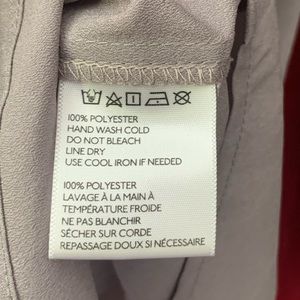 100% POLYESTER
HAND WASH COLD
DO NOT BLEACH
LINE DRY
USE COOL IRON IF NEEDED
100% POLYESTER
LAVAGE À LA MAIN À
TEMPÉRATURE FROIDE
NE PAS BLANCHIR
SÉCHER SUR CORDE
REPASSAGE DOUX SI NÉCESSAIRE